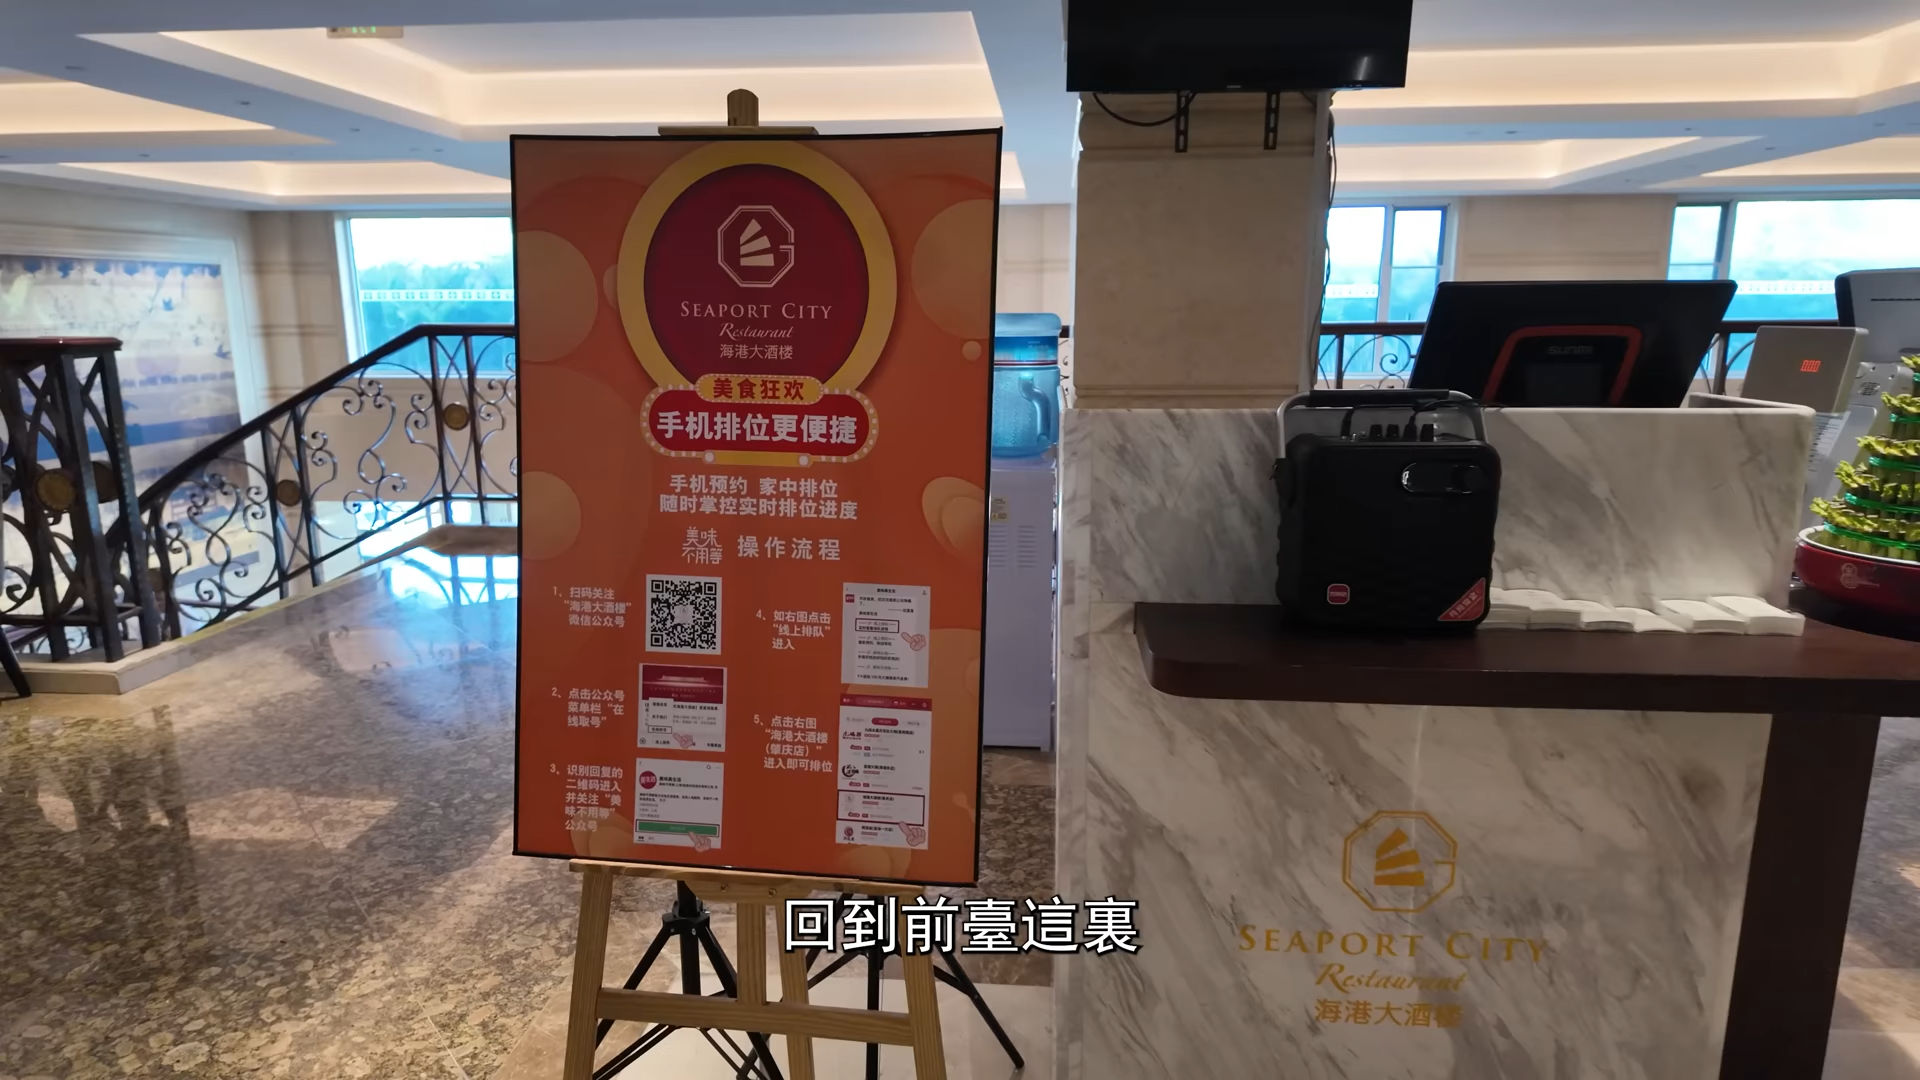 SEAPORT CITY
Restaurant
海港大酒楼
美食狂欢
手机排位更便捷
手机预约 家中排位
随时掌控实时排位进度
美味
不用等
操作流程
1、扫码关注
“海港大酒楼”
微信公众号
2、点击公众号
菜单栏“在
线取号”
3、识别回复的
二维码进入
并关注“美
味不用等”
公众号
4、如右图点击
“线上排队”
进入
5、点击右图
“海港大酒楼
（肇庆店）”
进入即可排位
SUNMI
000
SEAPORT CITY
Restaurant
海港大酒楼
回到前臺這裏